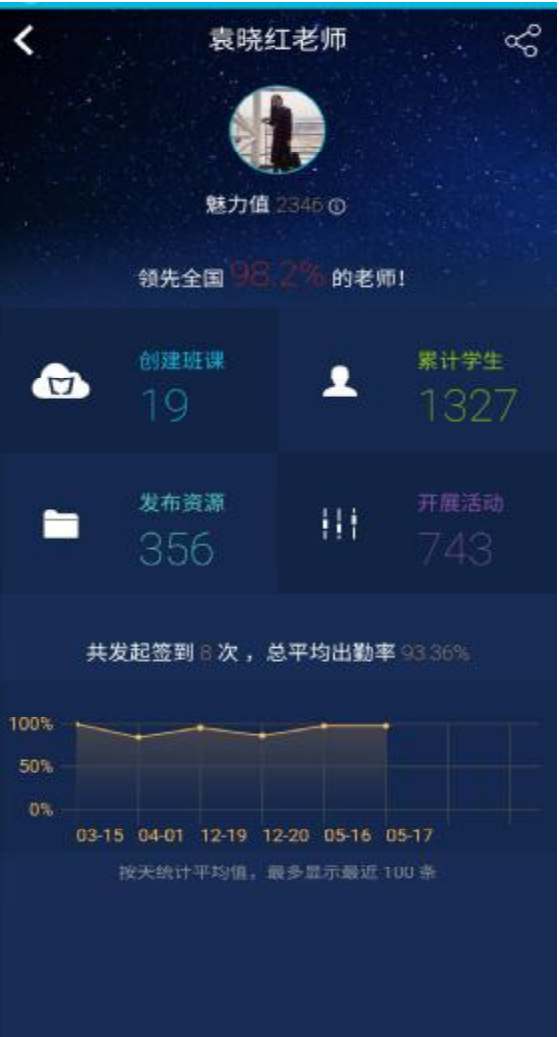 袁晓红老师
魅力值 2346
领先全国 98.2% 的老师!
创建班课
19
累计学生
1327
发布资源
356
开展活动
743
共发起签到 8 次，总平均出勤率 93.36%
100%
50%
0%
03-15 04-01 12-19 12-20 05-16 05-17
按天统计平均值，最多显示最近 100 条